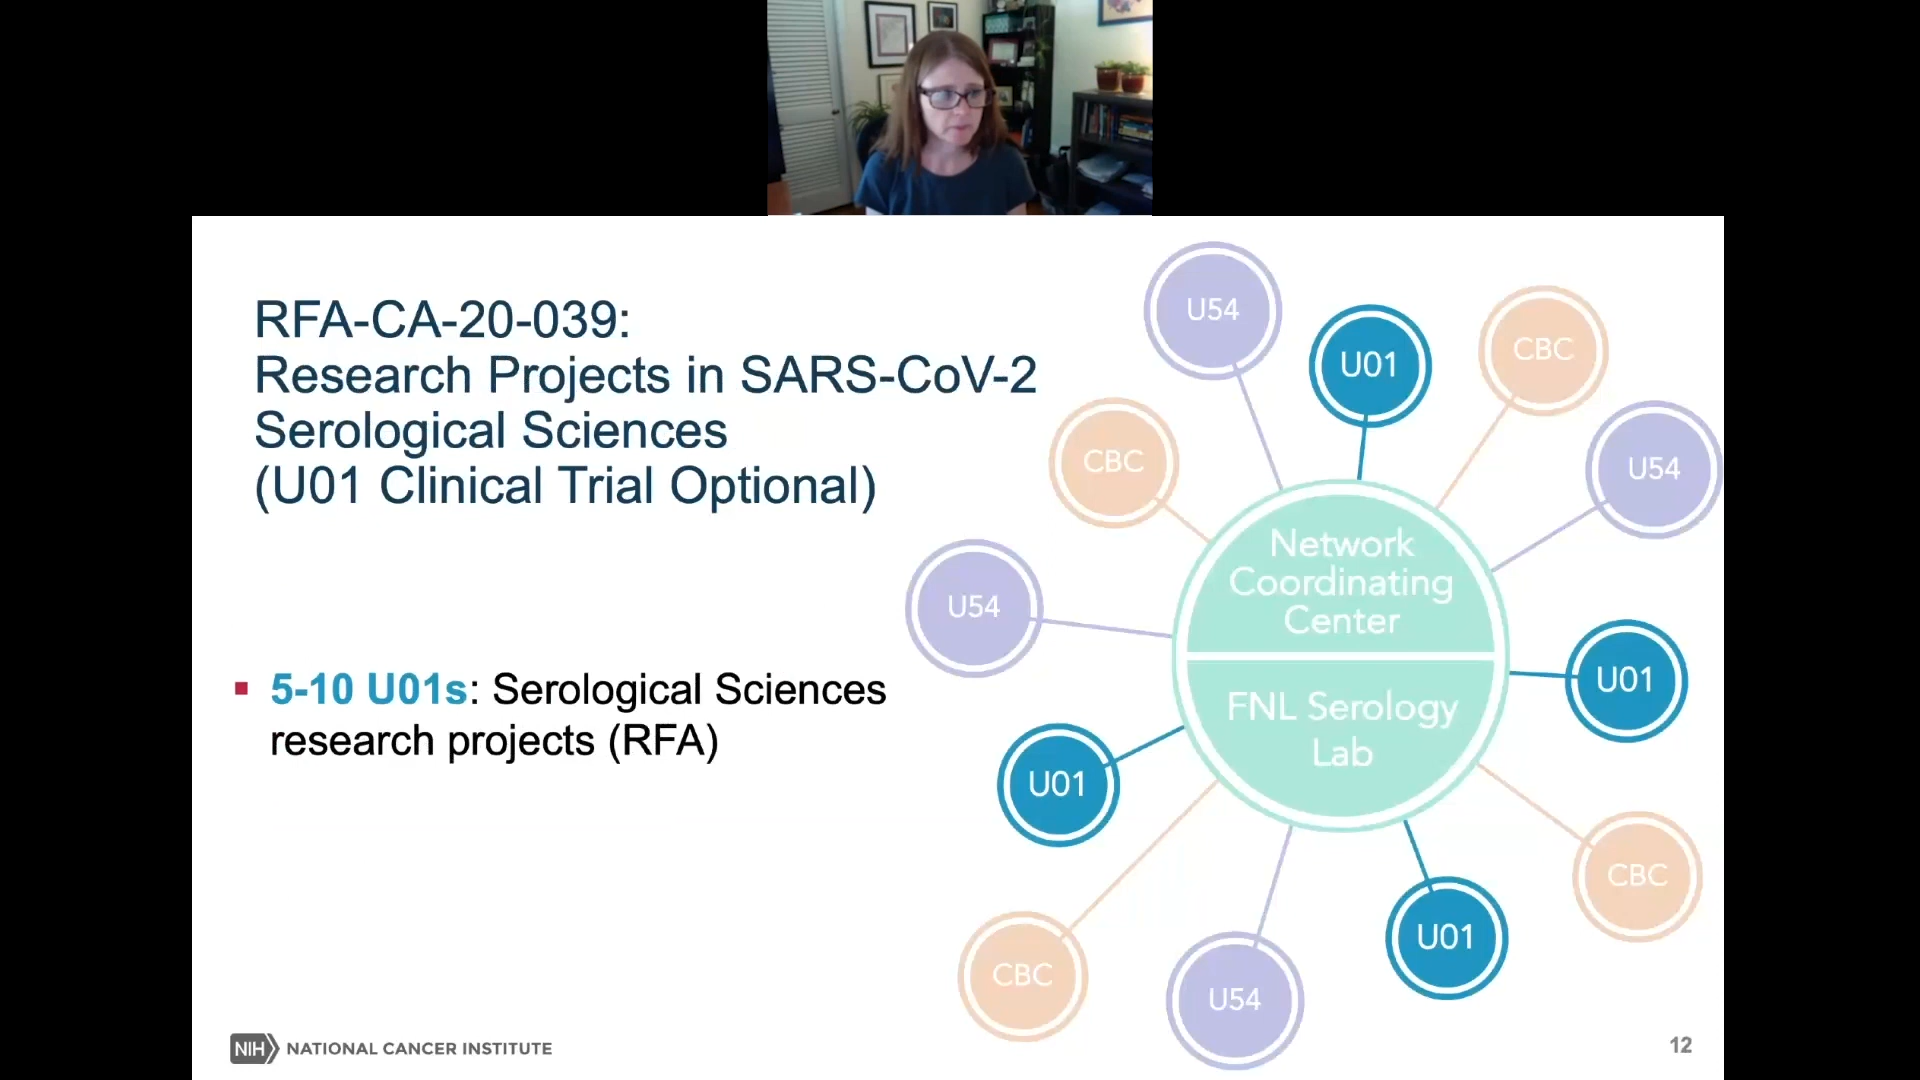 RFA-CA-20-039:
Research Projects in SARS-CoV-2
Serological Sciences
(U01 Clinical Trial Optional)
▪ 5-10 U01s: Serological Sciences
research projects (RFA)
U54
U01
CBC
CBC
U54
U54
Network
Coordinating
Center
FNL Serology
Lab
U01
U01
CBC
U01
CBC
U54
NIH NATIONAL CANCER INSTITUTE
12